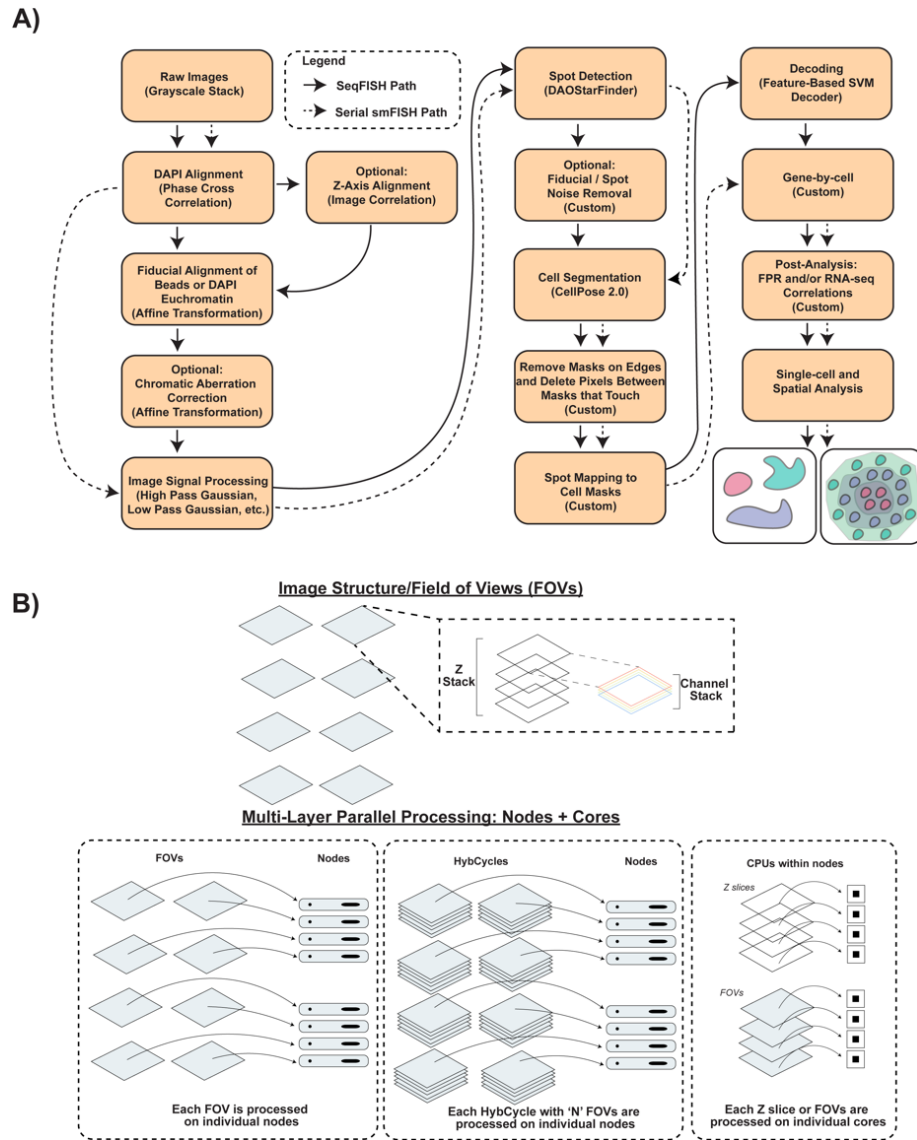 A)
Raw Images
(Grayscale Stack)
Legend
SeqFISH Path
Serial smFISH Path
DAPI Alignment
(Phase Cross
Correlation)
Optional:
Z-Axis Alignment
(Image Correlation)
Fiducial Alignment of
Beads or DAPI
Euchromatin
(Affine Transformation)
Optional:
Chromatic Aberration
Correction
(Affine Transformation)
Image Signal Processing
(High Pass Gaussian,
Low Pass Gaussian, etc.)
Spot Detection
(DAOStarFinder)
Optional:
Fiducial / Spot
Noise Removal
(Custom)
Cell Segmentation
(CellPose 2.0)
Remove Masks on Edges
and Delete Pixels Between
Masks that Touch
(Custom)
Spot Mapping to
Cell Masks
(Custom)
Decoding
(Feature-Based SVM
Decoder)
Gene-by-cell
(Custom)
Post-Analysis:
FPR and/or RNA-seq
Correlations
(Custom)
Single-cell and
Spatial Analysis
B)
Image Structure/Field of Views (FOVs)
Z
Stack
Channel
Stack
Multi-Layer Parallel Processing: Nodes + Cores
FOVs
Nodes
Each FOV is processed
on individual nodes
HybCycles
Nodes
Each HybCycle with ‘N’ FOVs are
processed on individual nodes
CPUs within nodes
Z slices
FOVs
Each Z slice or FOVs are
processed on individual cores